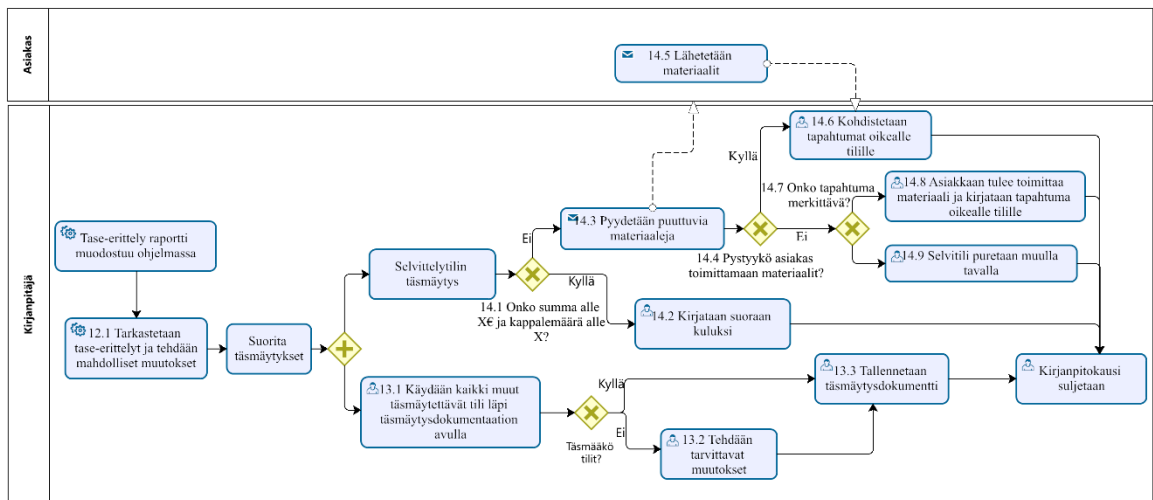 Asiakas
14.5 Lähetetään
materiaalit
Kirjanpitäjä
14.6 Kohdistetaan
tapahtumat oikealle
tilille
Kyllä
14.7 Onko tapahtuma
merkittävä?
14.8 Asiakkaan tulee toimittaa
materiaali ja kirjataan tapahtuma
oikealle tilille
14.3 Pyydetään puuttuvia
materiaaleja
Ei
Ei
Tase-erittely raportti
muodostuu ohjelmassa
Selvittelytilin
täsmäytys
14.4 Pystyykö asiakas
toimittamaan materiaalit?
14.9 Selvitili puretaan muulla
tavalla
Kyllä
14.1 Onko summa alle
X€ ja kappalemäärä alle
X?
14.2 Kirjataan suoraan
kuluksi
12.1 Tarkastetaan
tase-erittelyt ja tehdään
mahdolliset muutokset
Suorita
täsmäytykset
13.1 Käydään kaikki muut
täsmäytettävät tili läpi
täsmäytysdokumentaation
avulla
Kyllä
13.3 Tallennetaan
täsmäytysdokumentti
Kirjanpitokausi
suljetaan
Ei
Täsmääkö
tilit?
13.2 Tehdään
tarvittavat
muutokset